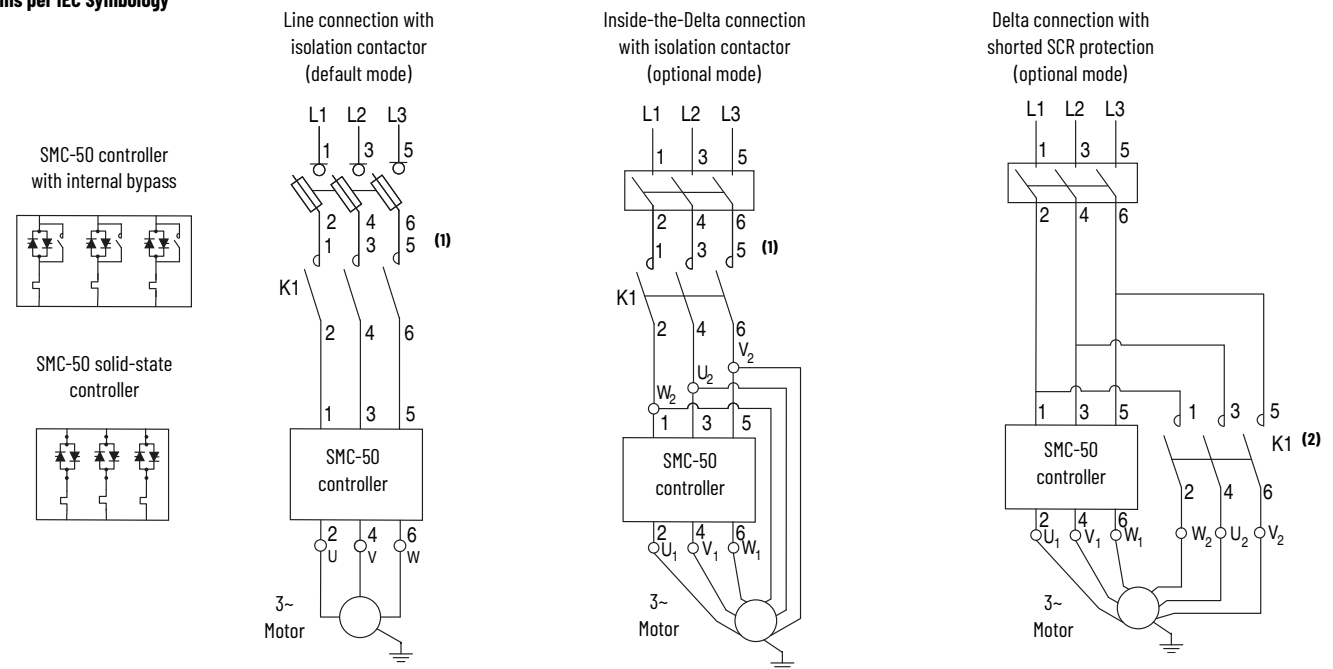 ms per IEC Symbology
SMC-50 controller
with internal bypass
SMC-50 solid-state
controller
Line connection with
isolation contactor
(default mode)
L1 L2 L3
1 3 5
2 4 6
1 3 5 (1)
K1
2 4 6
1 3 5
SMC-50
controller
2 4 6
U V W
3~
Motor
Inside-the-Delta connection
with isolation contactor
(optional mode)
L1 L2 L3
1 3 5
2 4 6
1 3 5 (1)
K1
2 4 6
V2
U2
W2
1 3 5
SMC-50
controller
2 4 6
U1 V1 W1
3~
Motor
Delta connection with
shorted SCR protection
(optional mode)
L1 L2 L3
1 3 5
2 4 6
1 3 5
1 3 5
K1 (2)
SMC-50
controller
2 4 6
2 4 6
U1 V1 W1
W2 U2 V2
3~
Motor